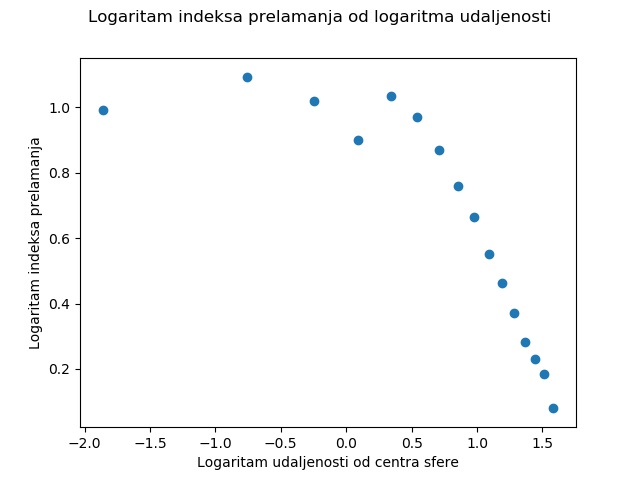 Logaritam indeksa prelamanja od logaritma udaljenosti
Logaritam indeksa prelamanja
1.0
0.8
0.6
0.4
0.2
−2.0 −1.5 −1.0 −0.5 0.0 0.5 1.0 1.5
Logaritam udaljenosti od centra sfere